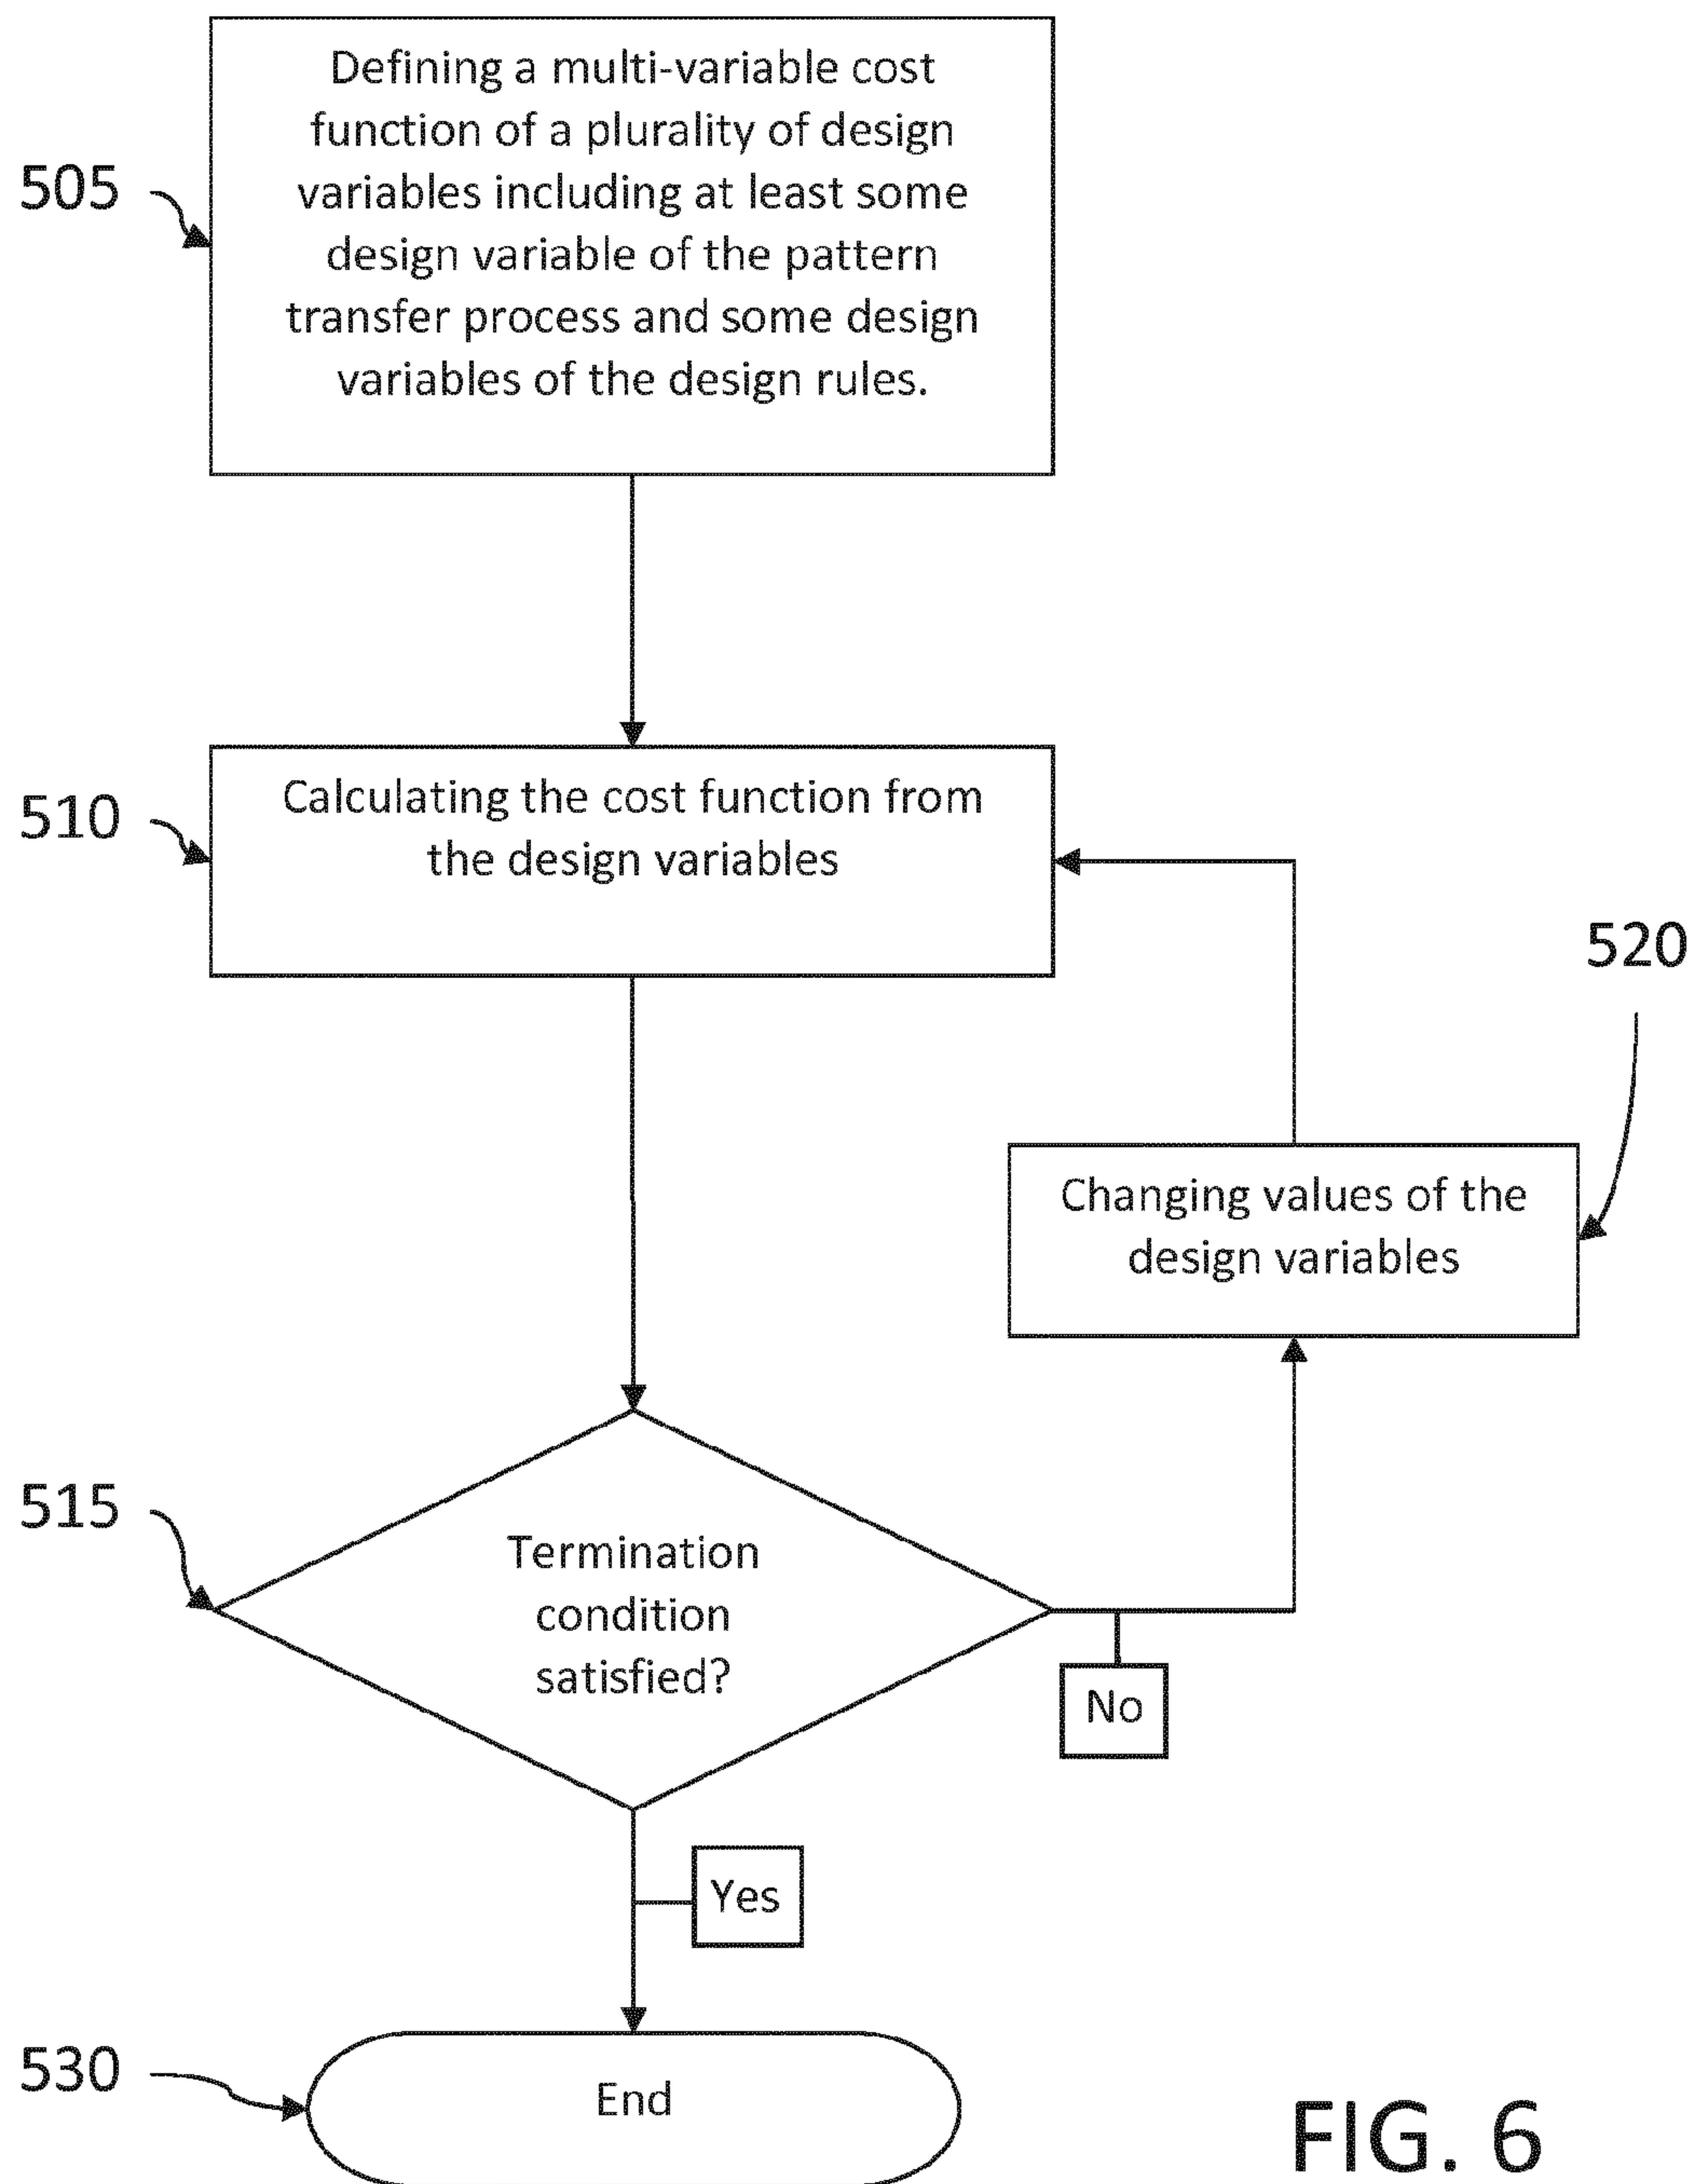 Defining a multi-variable cost
function of a plurality of design
variables including at least some
design variable of the pattern
transfer process and some design
variables of the design rules.
505
510
Calculating the cost function from
the design variables
520
Changing values of the
design variables
515
Termination
condition
satisfied?
No
Yes
530
End
FIG. 6